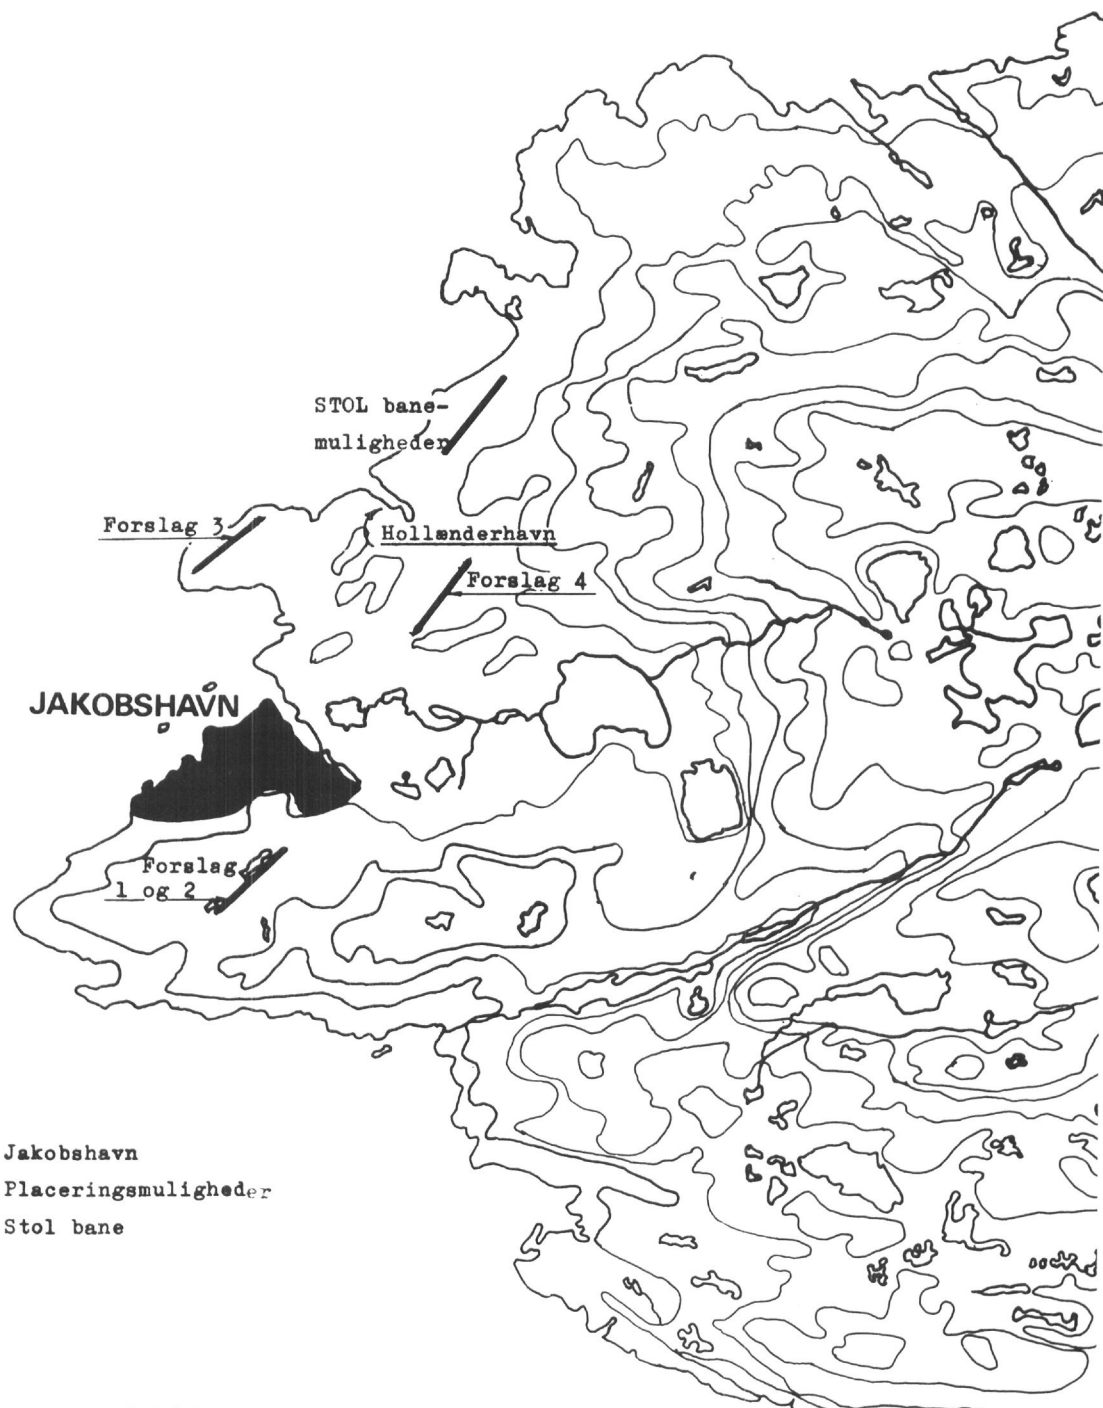 STOL bane-
muligheder
Forslag 3
Hollænderhavn
Forslag 4
JAKOBSHAVN
Forslag
1 og 2
Jakobshavn
Placeringsmuligheder
Stol bane